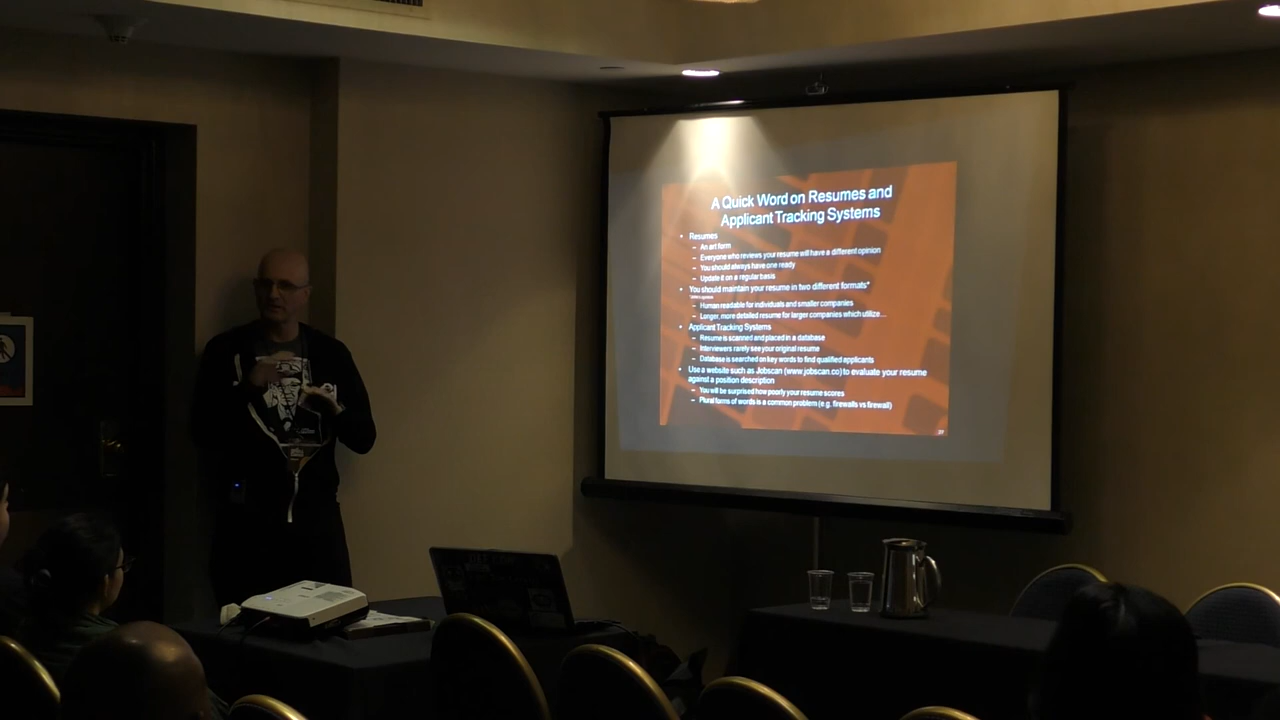 A Quick Word on Resumes and
Applicant Tracking Systems
• Resumes
– An art form
– Everyone who reviews your resume will have a different opinion
– You should always have one ready
– Update it on a regular basis
• You should maintain your resume in two different formats*
– Human readable for individuals and smaller companies
– Longer, more detailed resume for larger companies which utilize…
• Applicant Tracking Systems
– Resume is scanned and placed in a database
– Interviewers rarely see your original resume
– Database is searched on key words to find qualified applicants
• Use a website such as Jobscan (www.jobscan.co) to evaluate your resume
against a position description
– You will be surprised how poorly your resume scores
– Plural forms of words is a common problem (e.g. firewalls vs firewall)